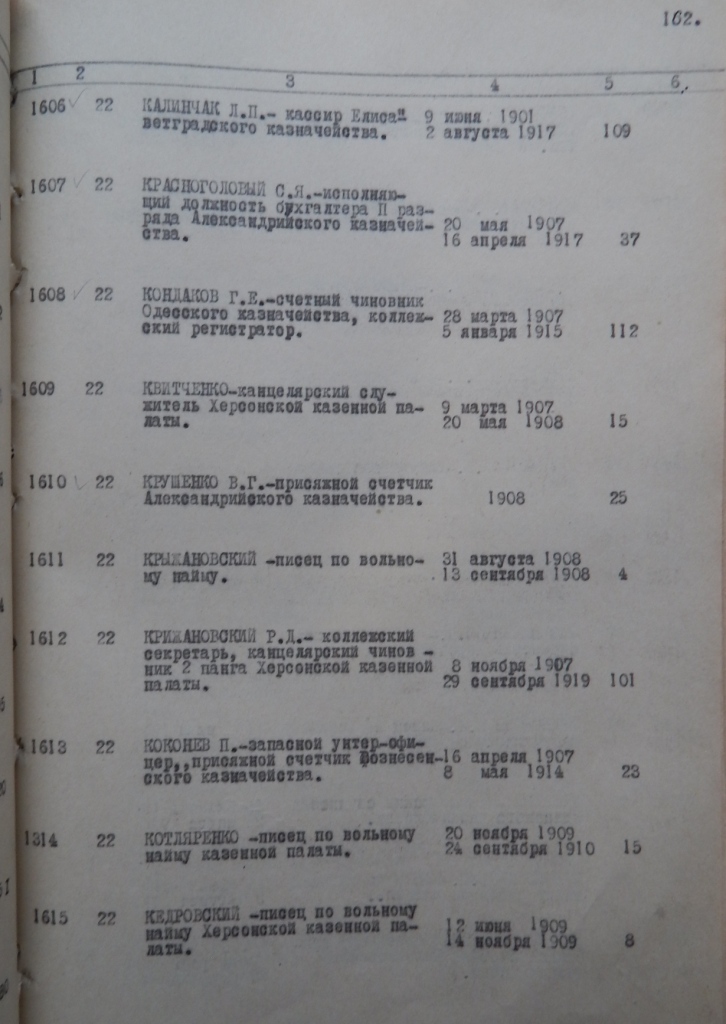 162.
1 2 3 4 5 6.
1606 22 КАЛИНЧАК Л.П.- кассир Елиса" 9 июня 1901
ветградского казначейства. 2 августа 1917 109
1607 22 КРАСНОГОЛОВЫЙ С.Я.-исполняю-
щий должность бухгалтера П раз-
ряда Александрийского казначей- 20 мая 1907
ства. 16 апреля 1917 37
1608 22 КОНДАКОВ Г.Е.-счетный чиновник
Одесского казначейства, коллеж- 28 марта 1907
ский регистратор. 5 января 1915 112
1609 22 КВИТЧЕНКО-канцелярский слу-
житель Херсонской казенной па- 9 марта 1907
латы. 20 мая 1908 15
1610 22 КРУШЕНКО В.Г.-присяжной счетчик
Александрийского казначейства. 1908 25
1611 22 КРЫЖАНОВСКИЙ -писец по вольно- 31 августа 1908
му найму. 13 сентября 1908 4
1612 22 КРИЖАНОВСКИЙ Р.Д.- коллежский
секретарь, канцелярский чинов -
ник 2 панга Херсонской казенной 8 ноября 1907
палаты. 29 сентября 1919 101
1613 22 КОКОНЕВ П.-запасной унтер-офи-
цер,,присяжной счетчик Вознесен-16 апреля 1907
ского казначейства. 8 мая 1914 23
1314 22 КОТЛЯРЕНКО -писец по вольному 20 ноября 1909
найму казенной палаты. 24 сентября 1910 15
1615 22 КЕДРОВСКИЙ -писец по вольному
найму Херсонской казенной па- 12 июня 1909
латы. 14 ноября 1909 8